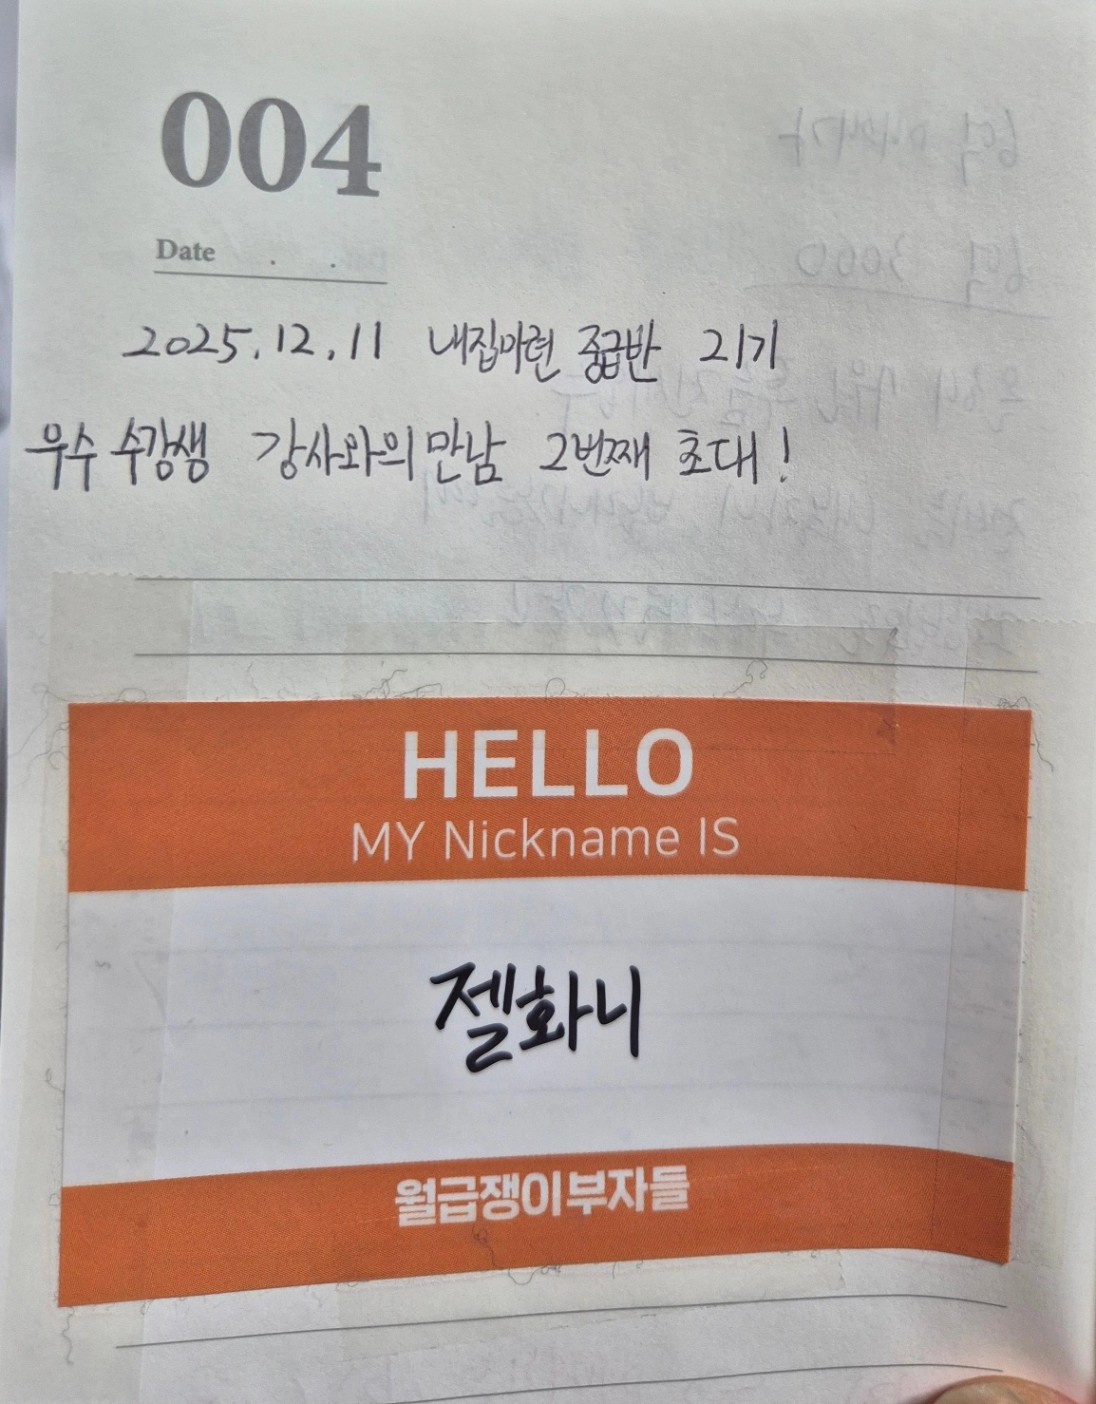 004
Date . .
2025.12.11 내집마련 중급반 21기
우수 수강생 강사와의 만남 2번째 초대!
HELLO
MY Nickname IS
젤화니
월급쟁이부자들